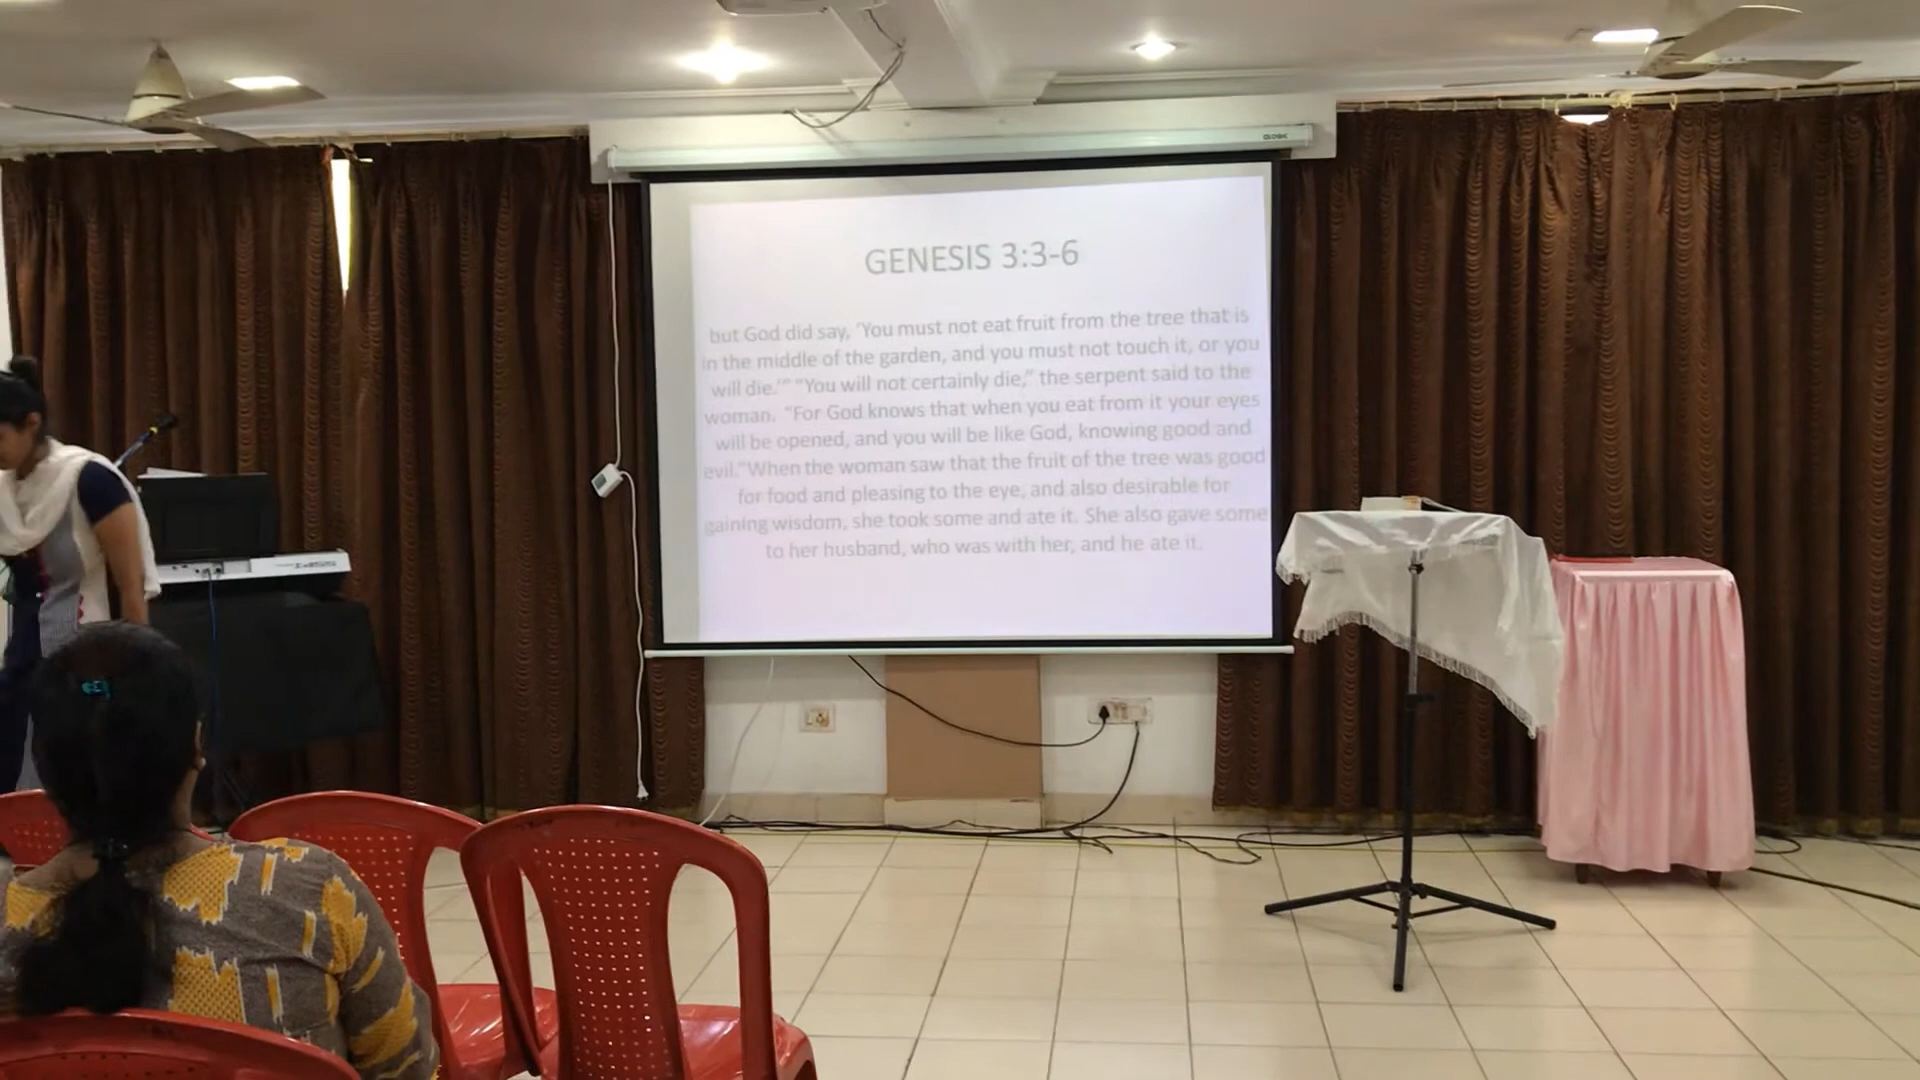 GLOGIK
GENESIS 3:3-6
but God did say, ‘You must not eat fruit from the tree that is
in the middle of the garden, and you must not touch it, or you
will die.’” “You will not certainly die,” the serpent said to the
woman. “For God knows that when you eat from it your eyes
will be opened, and you will be like God, knowing good and
evil.”When the woman saw that the fruit of the tree was good
for food and pleasing to the eye, and also desirable for
gaining wisdom, she took some and ate it. She also gave some
to her husband, who was with her, and he ate it.